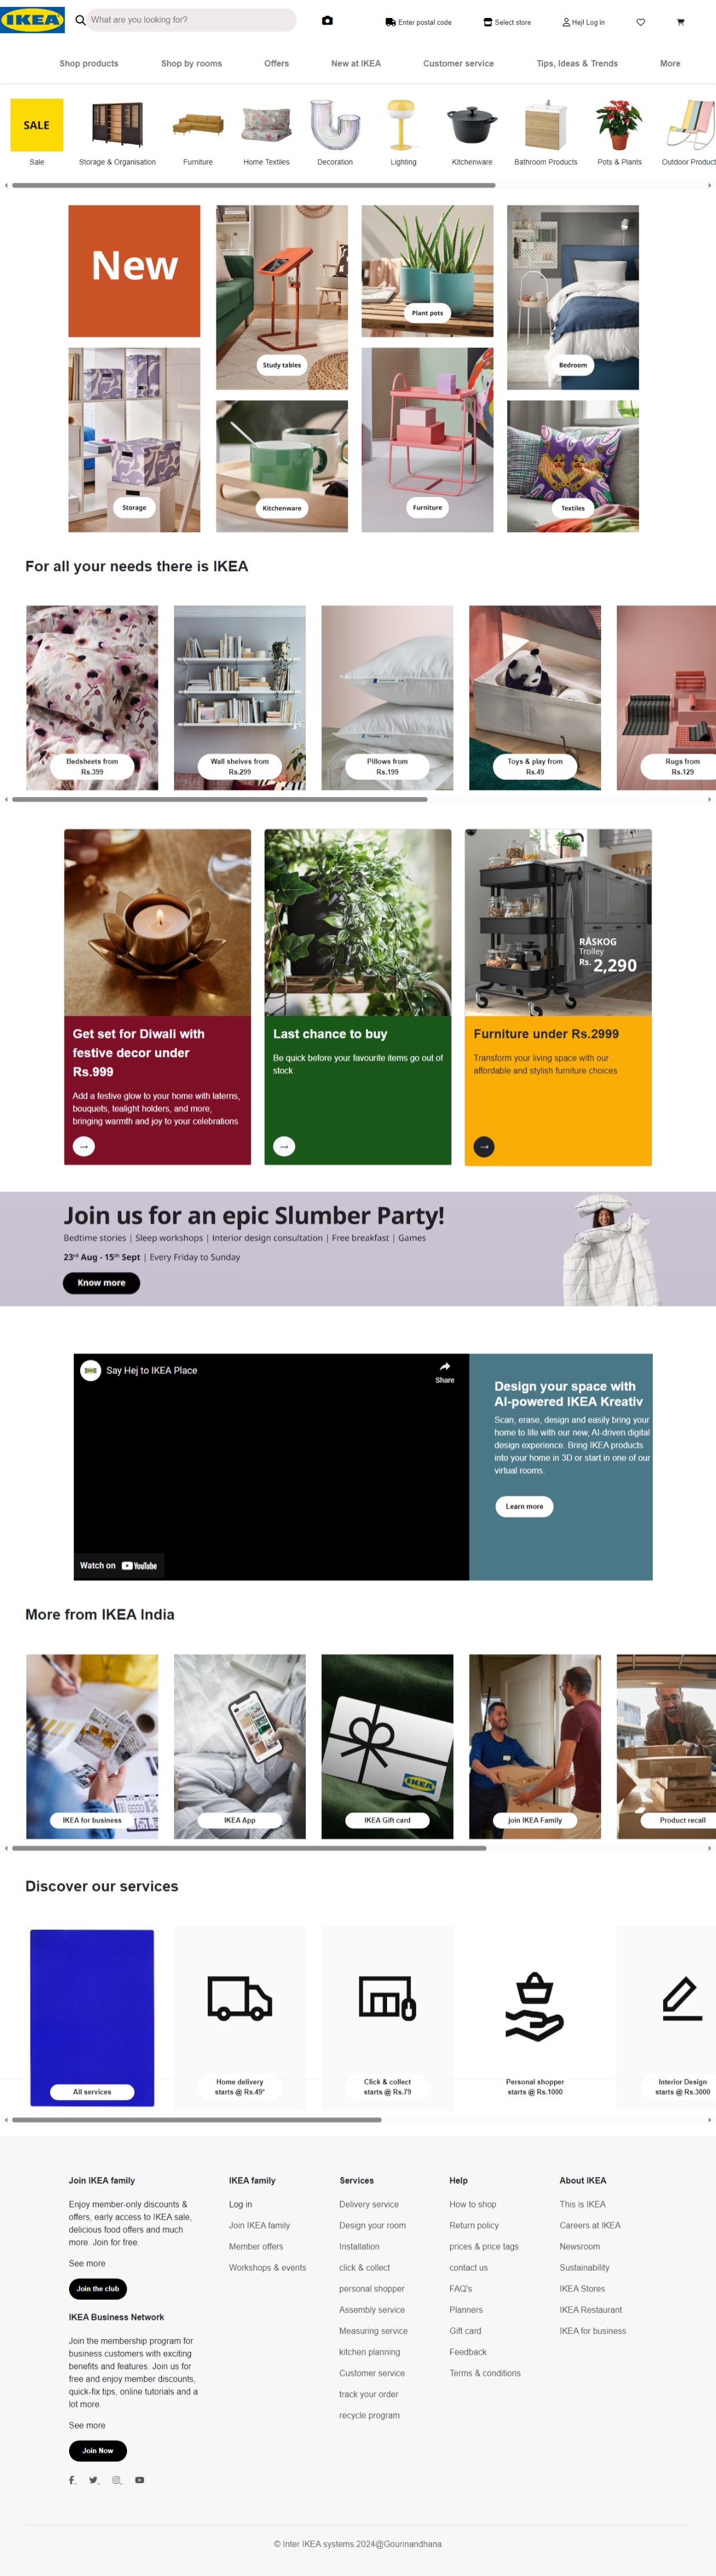 IKEA
What are you looking for?
Enter postal code
Select store
Hej! Log in
Shop products
Shop by rooms
Offers
New at IKEA
Customer service
Tips, Ideas & Trends
More
SALE
Sale
Storage & Organisation
Furniture
Home Textiles
Decoration
Lighting
Kitchenware
Bathroom Products
Pots & Plants
Outdoor Product
New
Study tables
Plant pots
Bedroom
Storage
Kitchenware
Furniture
Textiles
For all your needs there is IKEA
Bedsheets from
Rs.399
Wall shelves from
Rs.299
Pillows from
Rs.199
Toys & play from
Rs.49
Rugs from
Rs.129
RÅSKOG
Trolley
Rs. 2,290
Get set for Diwali with
festive decor under
Rs.999
Add a festive glow to your home with laterns,
bouquets, tealight holders, and more,
bringing warmth and joy to your celebrations
Last chance to buy
Be quick before your favourite items go out of
stock
Furniture under Rs.2999
Transform your living space with our
affordable and stylish furniture choices
Join us for an epic Slumber Party!
Bedtime stories | Sleep workshops | Interior design consultation | Free breakfast | Games
23rd Aug - 15th Sept | Every Friday to Sunday
Know more
Say Hej to IKEA Place
Share
Watch on YouTube
Design your space with
AI-powered IKEA Kreativ
Scan, erase, design and easily bring your
home to life with our new, AI-driven digital
design experience. Bring IKEA products
into your home in 3D or start in one of our
virtual rooms.
Learn more
More from IKEA India
IKEA
IKEA for business
IKEA App
IKEA Gift card
join IKEA Family
Product recall
Discover our services
All services
Home delivery
starts @ Rs.49*
Click & collect
starts @ Rs.79
Personal shopper
starts @ Rs.1000
Interior Design
starts @ Rs.3000
Join IKEA family
Enjoy member-only discounts &
offers, early access to IKEA sale,
delicious food offers and much
more. Join for free.
See more
Join the club
IKEA Business Network
Join the membership program for
business customers with exciting
benefits and features. Join us for
free and enjoy member discounts,
quick-fix tips, online tutorials and a
lot more.
See more
Join Now
IKEA family
Log in
Join IKEA family
Member offers
Workshops & events
Services
Delivery service
Design your room
Installation
click & collect
personal shopper
Assembly service
Measuring service
kitchen planning
Customer service
track your order
recycle program
Help
How to shop
Return policy
prices & price tags
contact us
FAQ's
Planners
Gift card
Feedback
Terms & conditions
About IKEA
This is IKEA
Careers at IKEA
Newsroom
Sustainability
IKEA Stores
IKEA Restaurant
IKEA for business
© Inter IKEA systems.2024@Gourinandhana